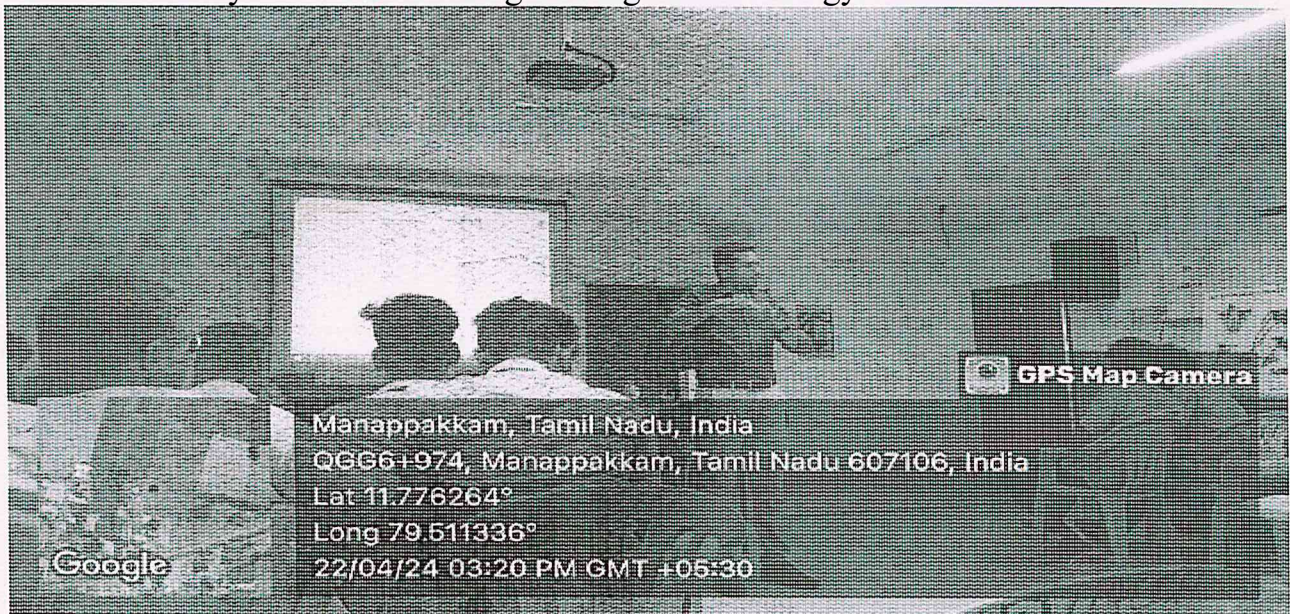 GPS Map Camera
Manappakkam, Tamil Nadu, India
QGG6+974, Manappakkam, Tamil Nadu 607106, India
Lat 11.776264°
Long 79.511336°
22/04/24 03:20 PM GMT +05:30
Google